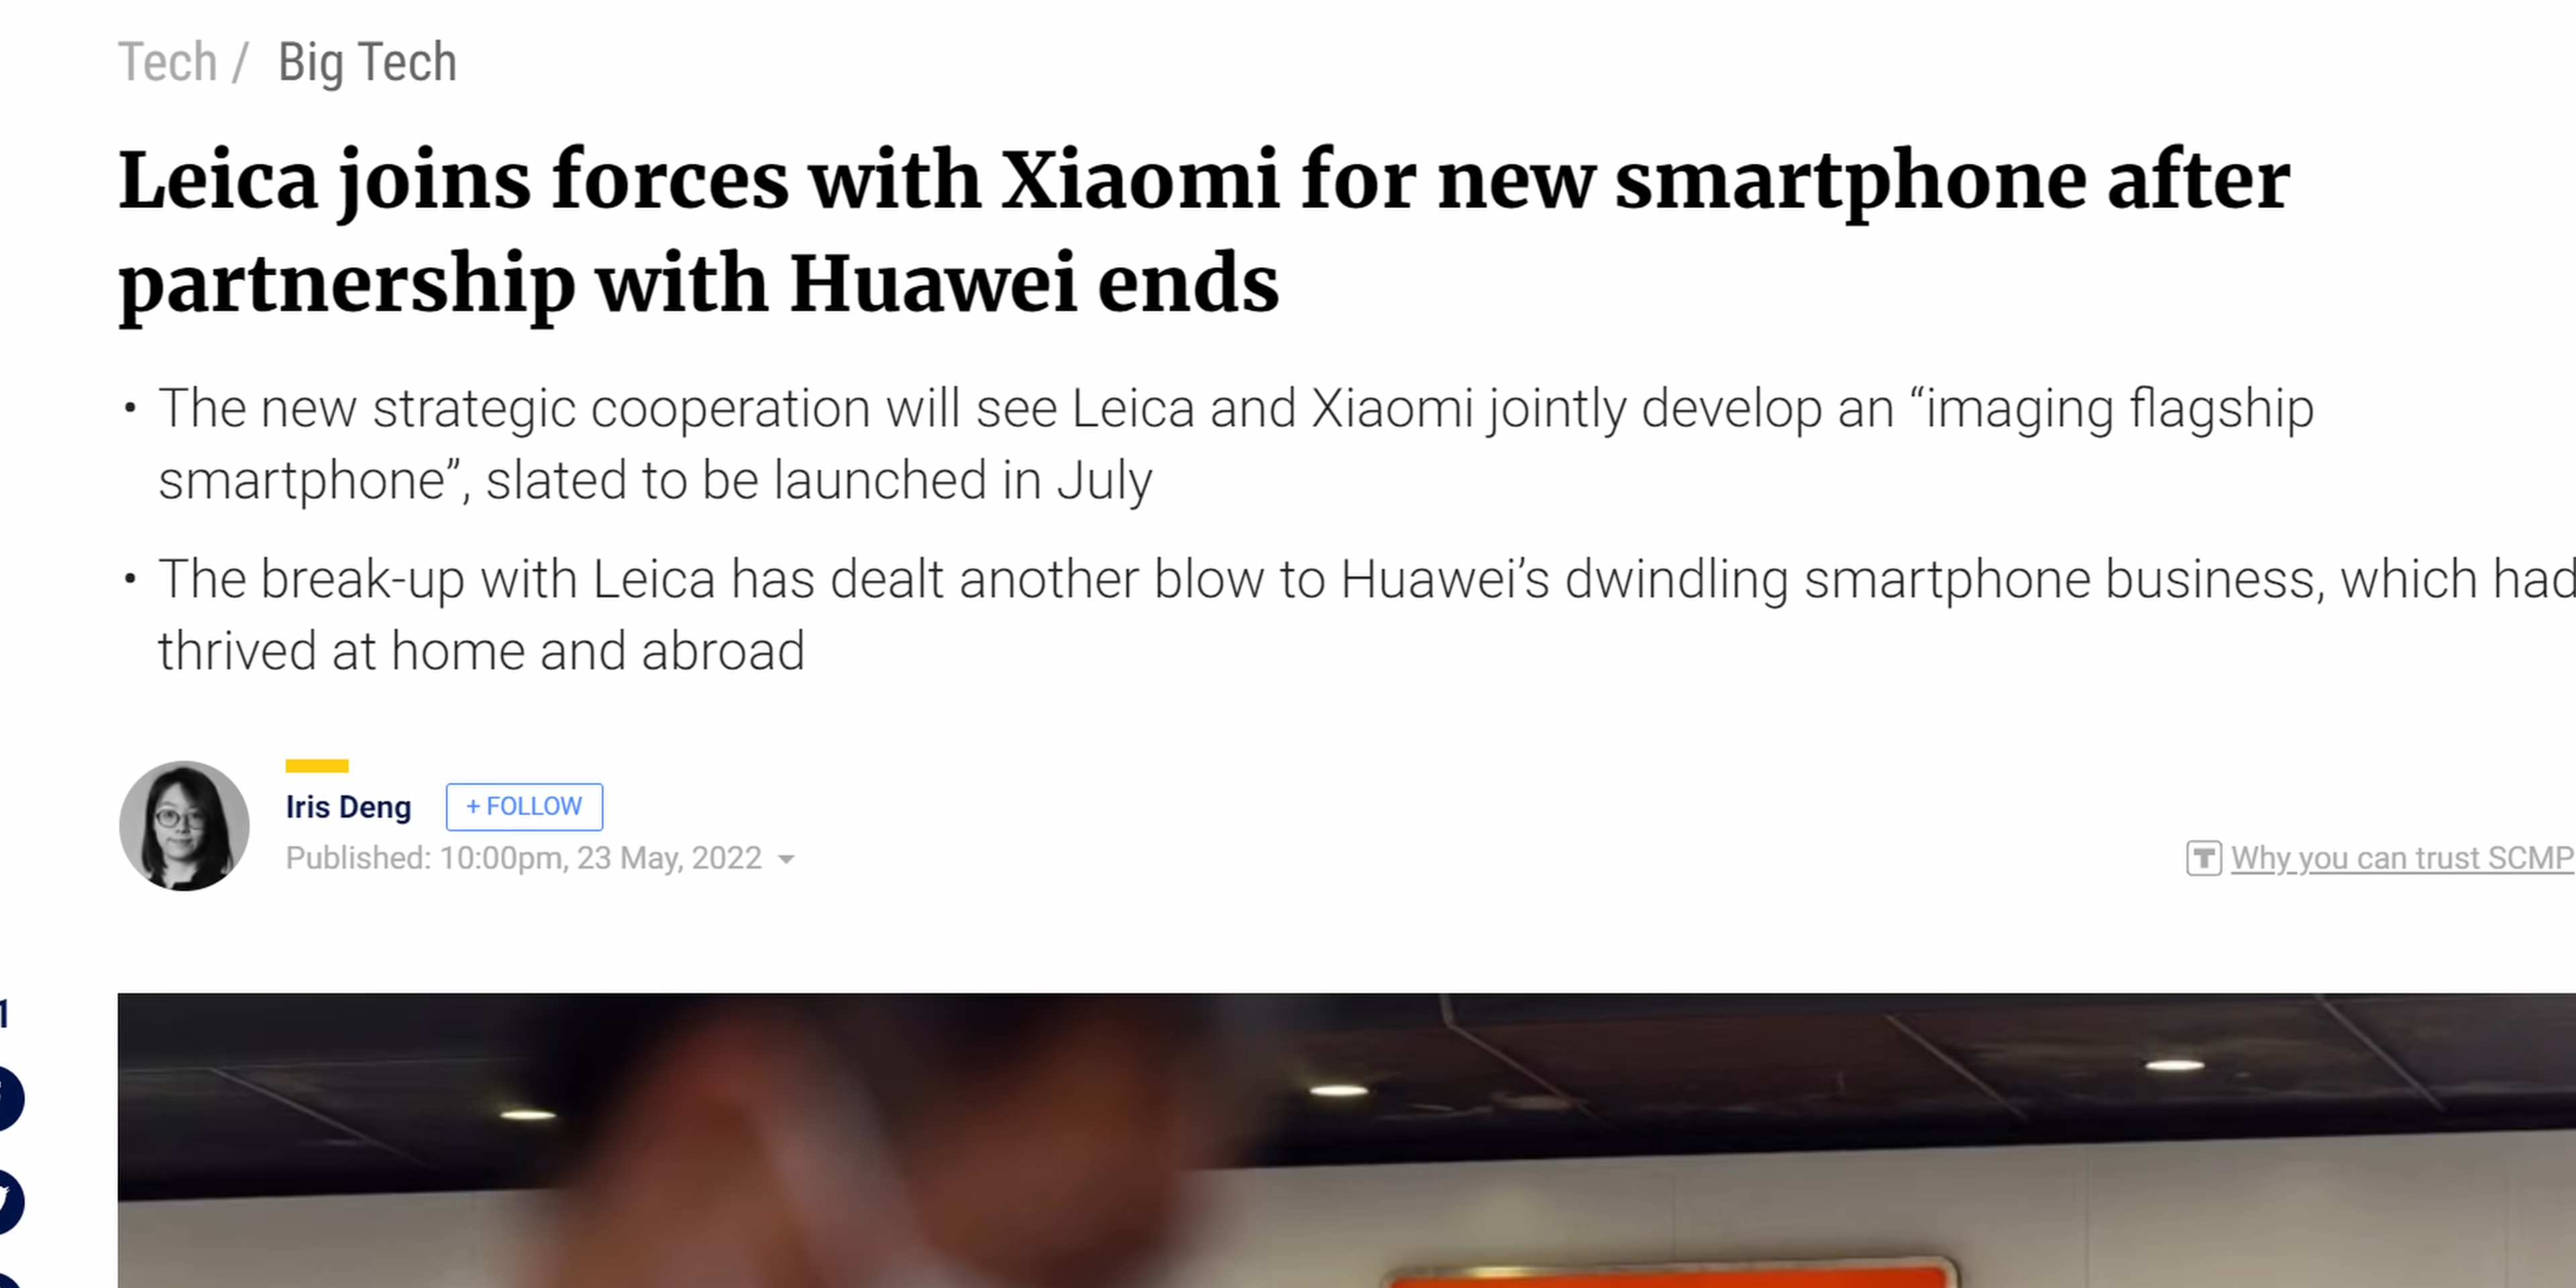 Tech / Big Tech
Leica joins forces with Xiaomi for new smartphone after
partnership with Huawei ends
• The new strategic cooperation will see Leica and Xiaomi jointly develop an “imaging flagship
smartphone”, slated to be launched in July
• The break-up with Leica has dealt another blow to Huawei’s dwindling smartphone business, which had
thrived at home and abroad
Iris Deng + FOLLOW
Published: 10:00pm, 23 May, 2022
T Why you can trust SCMP
1